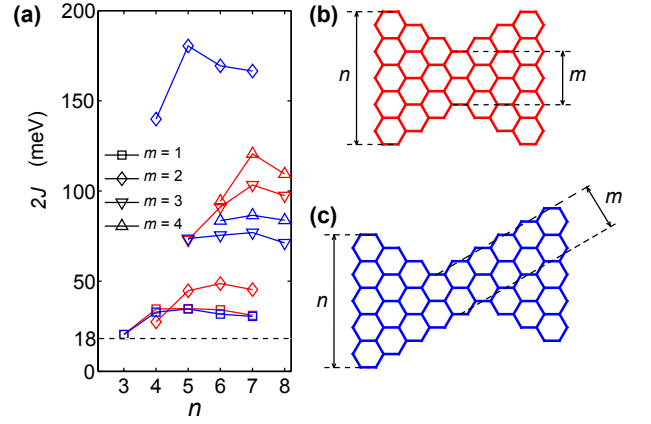 (a)
200
150
100
50
18
0
2J (meV)
m = 1
m = 2
m = 3
m = 4
3 4 5 6 7 8
n
(b)
n
m
(c)
n
m